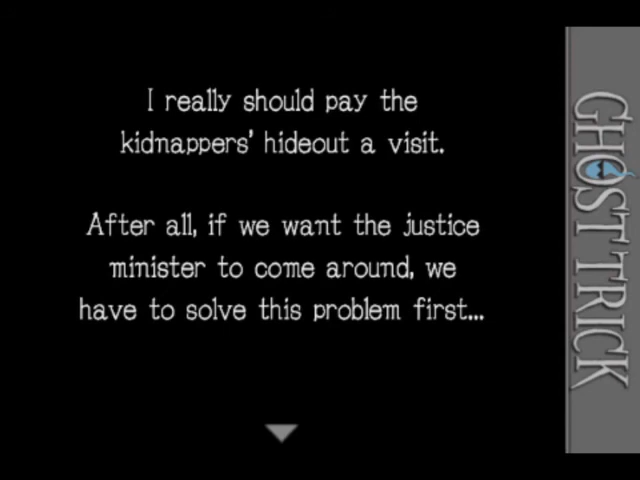 I really should pay the
kidnappers' hideout a visit.
After all, if we want the justice
minister to come around, we
have to solve this problem first...
GHOST TRICK